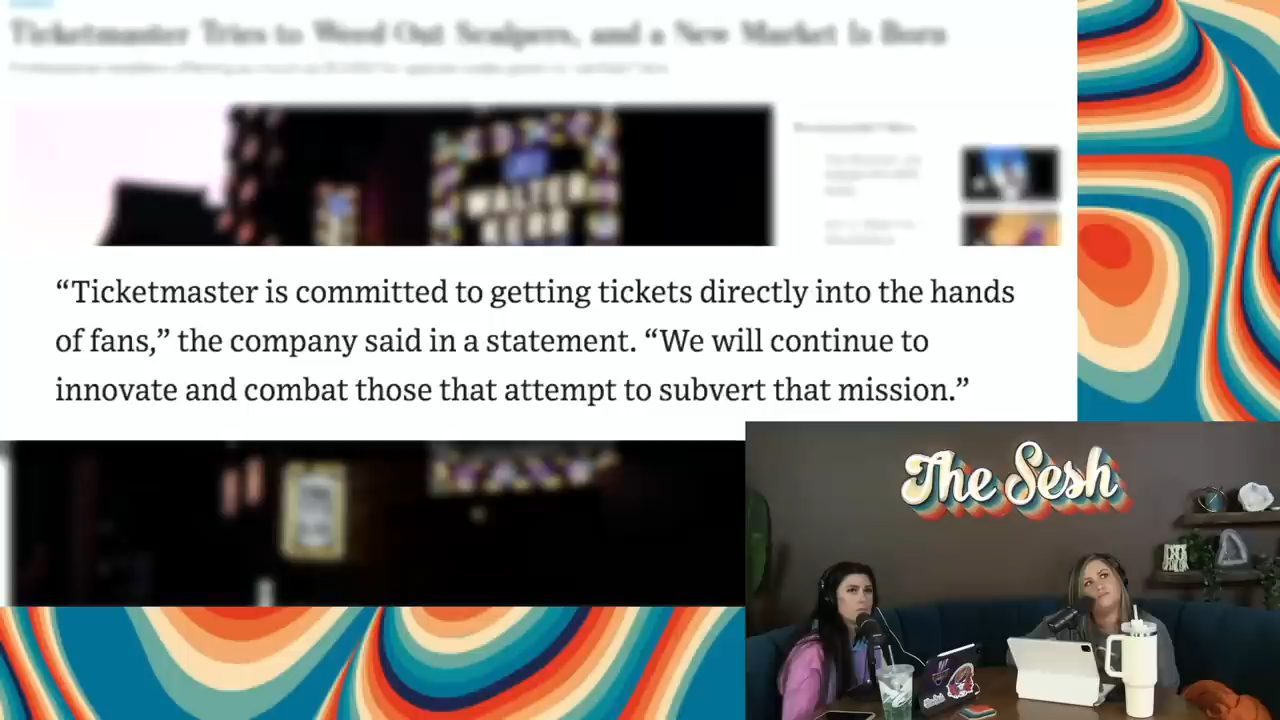 Ticketmaster Tries to Weed Out Scalpers, and a New Market Is Born
WALTER
KERR
“Ticketmaster is committed to getting tickets directly into the hands
of fans,” the company said in a statement. “We will continue to
innovate and combat those that attempt to subvert that mission.”
The Sesh